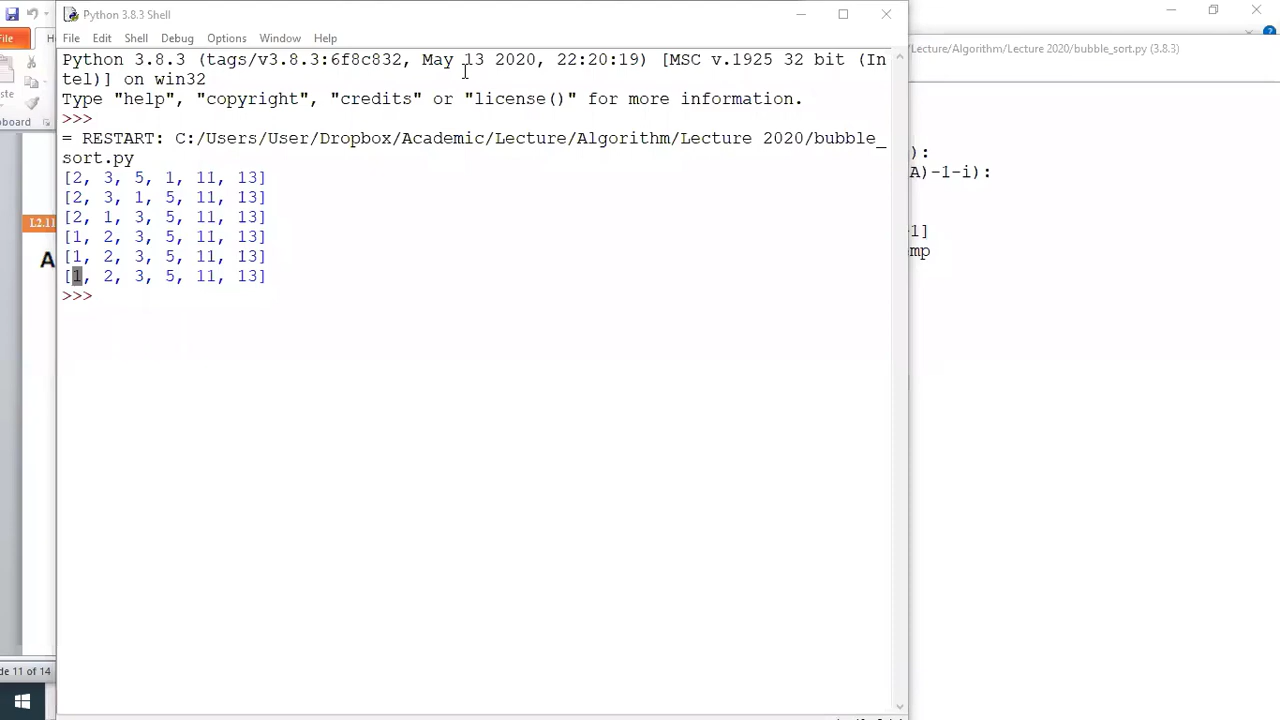 Python 3.8.3 Shell
File Edit Shell Debug Options Window Help
Python 3.8.3 (tags/v3.8.3:6f8c832, May 13 2020, 22:20:19) [MSC v.1925 32 bit (In
tel)] on win32
Type "help", "copyright", "credits" or "license()" for more information.
>>>
= RESTART: C:/Users/User/Dropbox/Academic/Lecture/Algorithm/Lecture 2020/bubble_
sort.py
[2, 3, 5, 1, 11, 13]
[2, 3, 1, 5, 11, 13]
[2, 1, 3, 5, 11, 13]
[1, 2, 3, 5, 11, 13]
[1, 2, 3, 5, 11, 13]
[1, 2, 3, 5, 11, 13]
>>>
/Lecture/Algorithm/Lecture 2020/bubble_sort.py (3.8.3)
):
A)-1-i):
-1]
mp
File
H
ste
board
L2.11
A
de 11 of 14